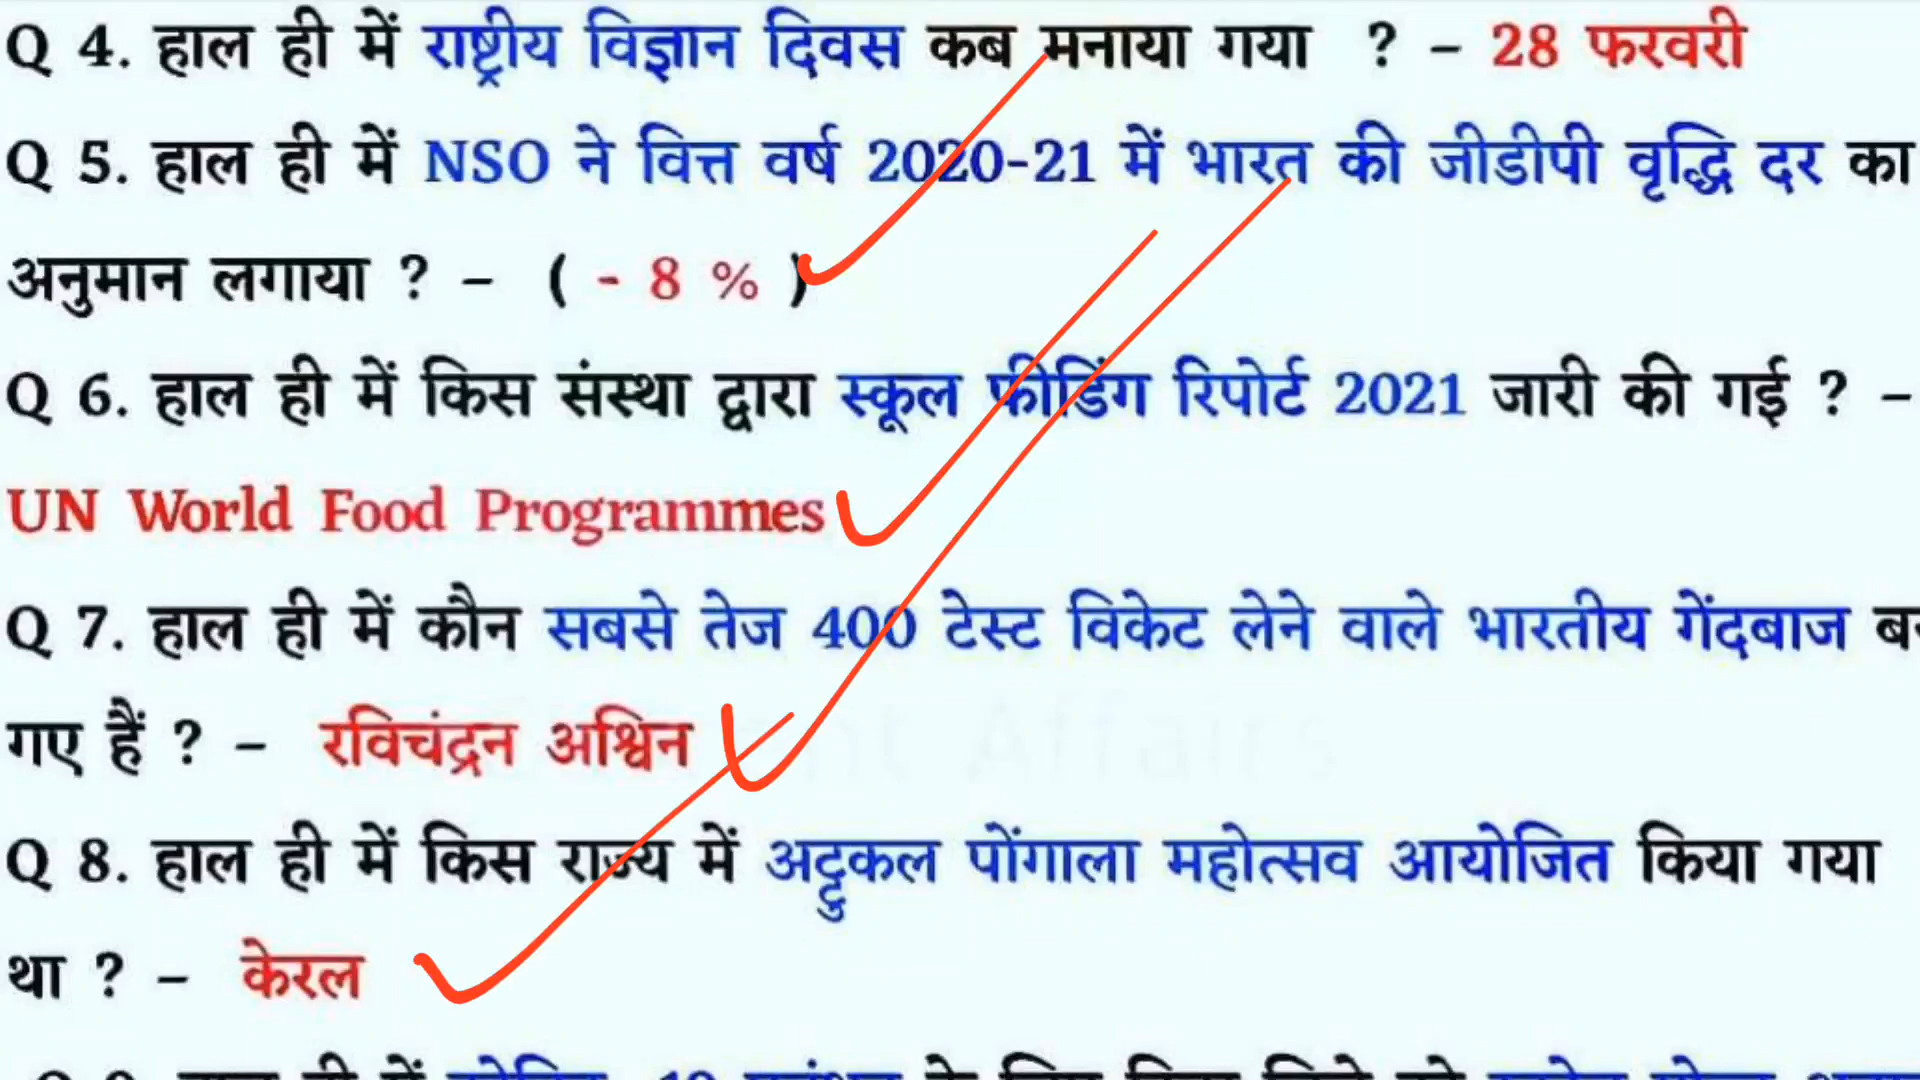 Q 4. हाल ही में राष्ट्रीय विज्ञान दिवस कब मनाया गया ? – 28 फरवरी
Q 5. हाल ही में NSO ने वित्त वर्ष 2020-21 में भारत की जीडीपी वृद्धि दर का
अनुमान लगाया ? – ( - 8 % )
Q 6. हाल ही में किस संस्था द्वारा स्कूल फीडिंग रिपोर्ट 2021 जारी की गई ? –
UN World Food Programmes
Q 7. हाल ही में कौन सबसे तेज 400 टेस्ट विकेट लेने वाले भारतीय गेंदबाज
गए हैं ? – रविचंद्रन अश्विन
Affairs
Q 8. हाल ही में किस राज्य में अट्टुकल पोंगाला महोत्सव आयोजित किया गया
था ? – केरल